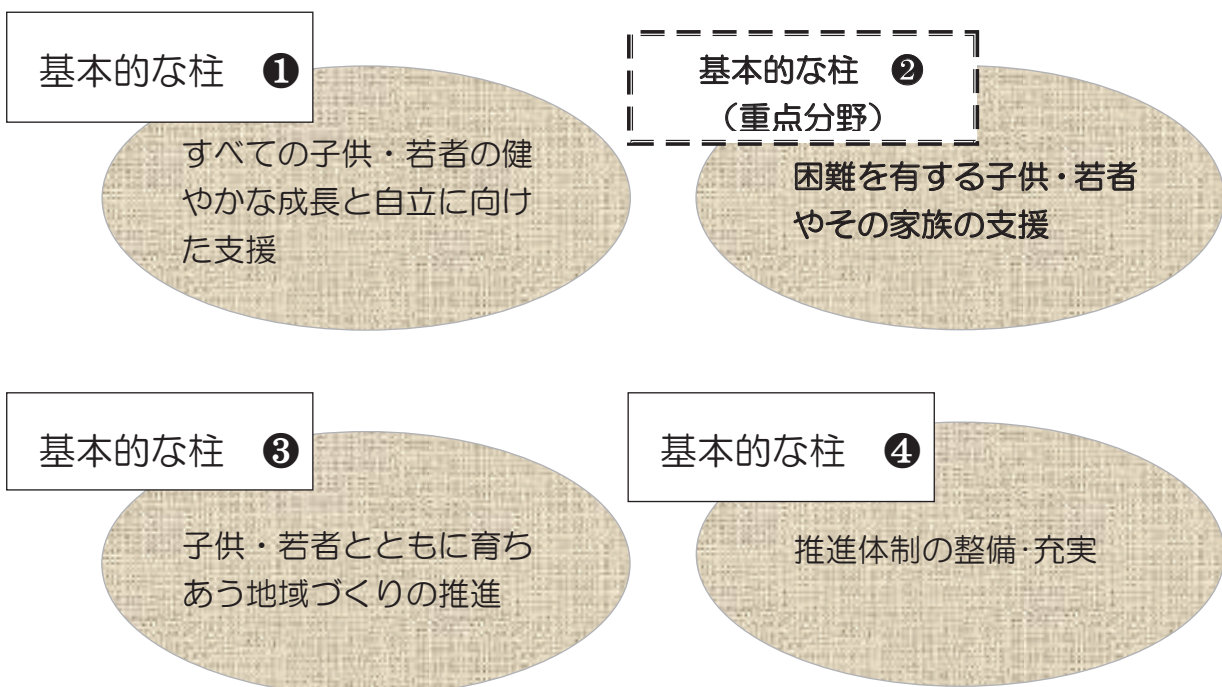 基本的な柱 ❶
すべての子供・若者の健
やかな成長と自立に向け
た支援
基本的な柱 ❷
（重点分野）
困難を有する子供・若者
やその家族の支援
基本的な柱 ❸
子供・若者とともに育ち
あう地域づくりの推進
基本的な柱 ❹
推進体制の整備・充実